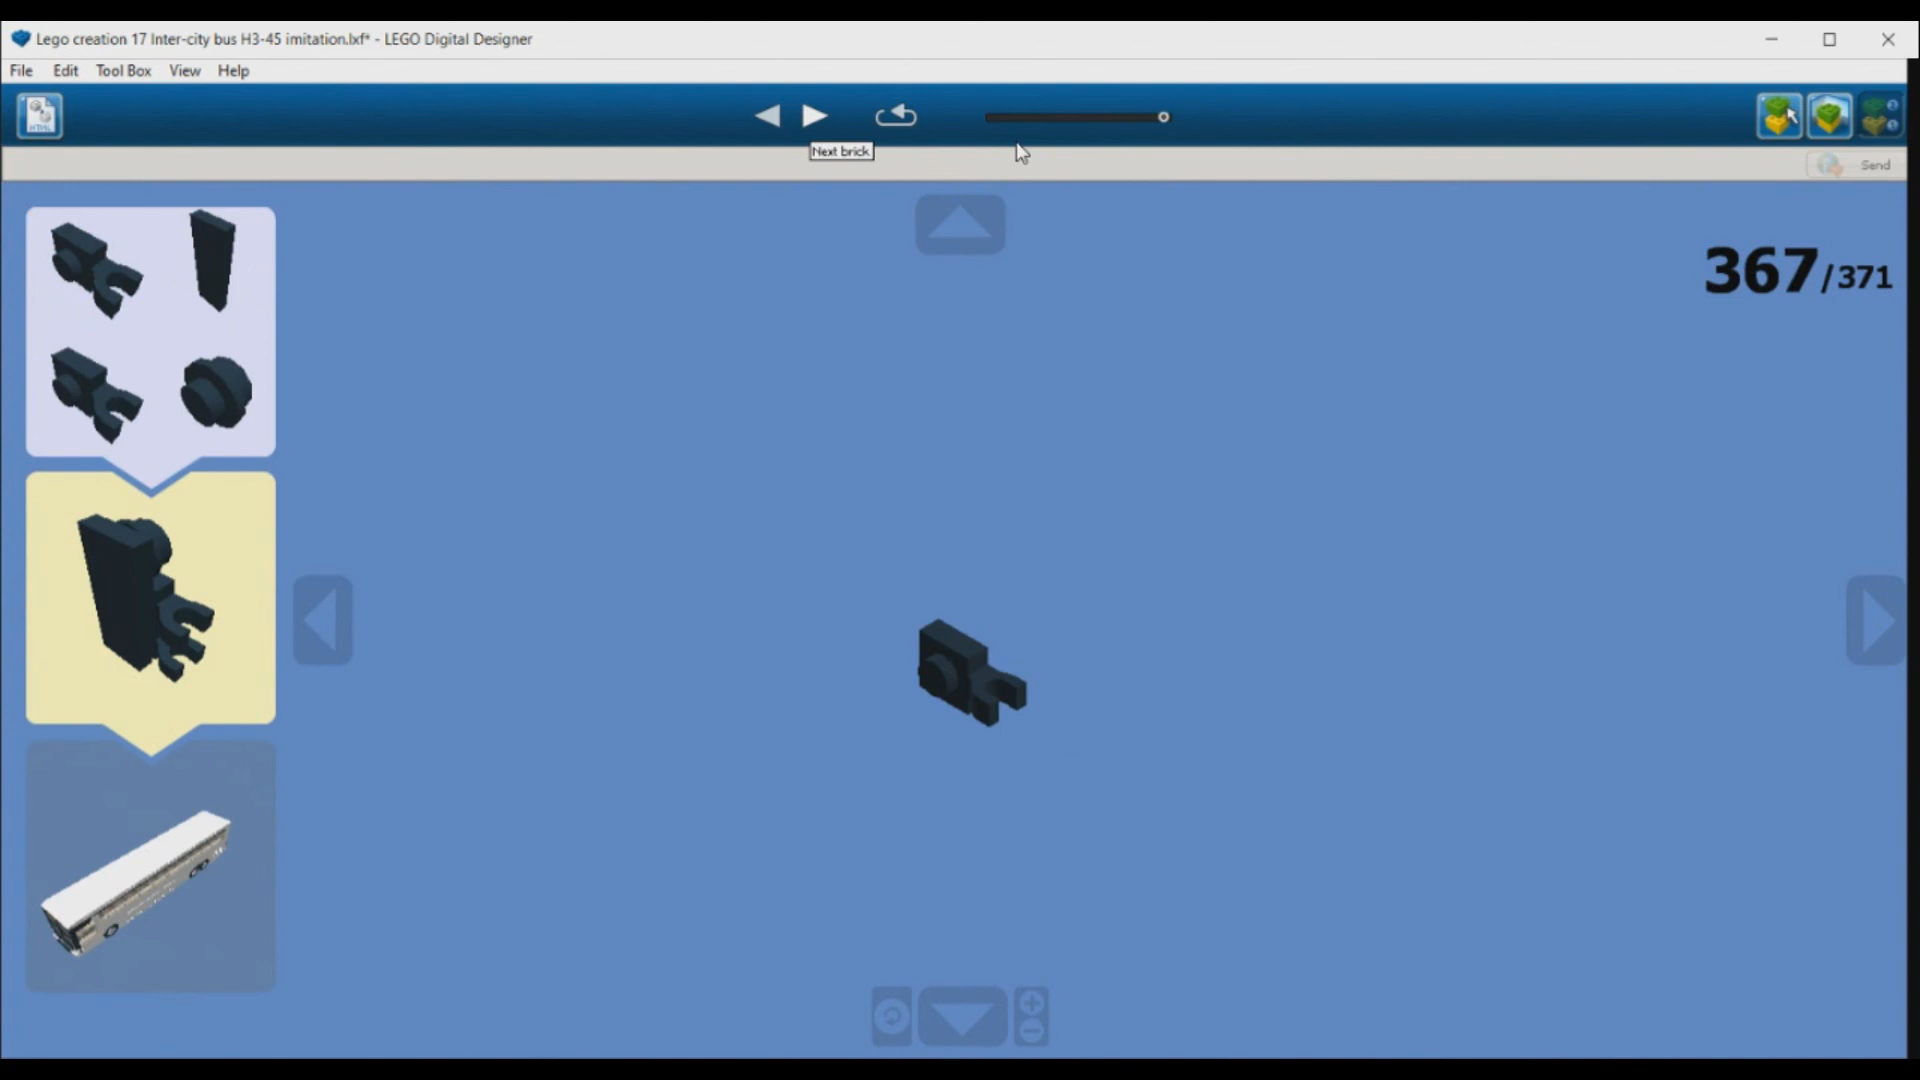 Lego creation 17 Inter-city bus H3-45 imitation.lxf* - LEGO Digital Designer
File Edit Tool Box View Help
HTML
Next brick
Send
367/371